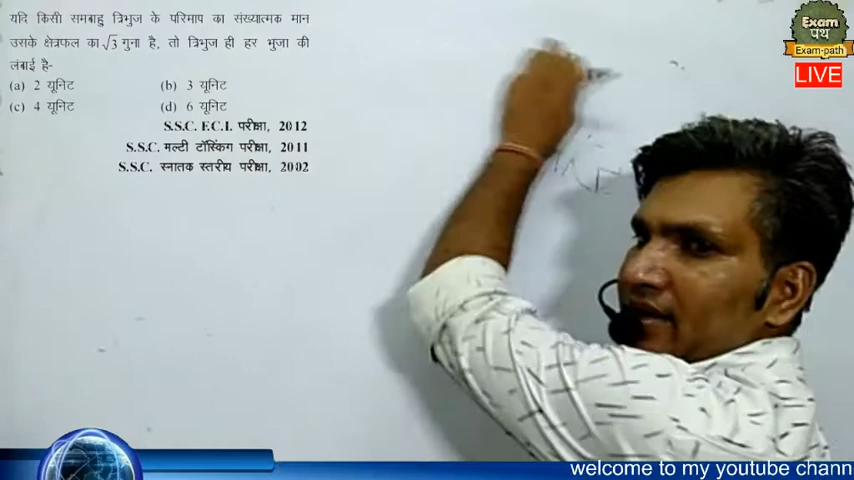 यदि किसी समबाहु त्रिभुज के परिमाप का संख्यात्मक मान
उसके क्षेत्रफल का √3 गुना है, तो त्रिभुज ही हर भुजा की
लंबाई है-
(a) 2 यूनिट (b) 3 यूनिट
(c) 4 यूनिट (d) 6 यूनिट
S.S.C. F.C.I. परीक्षा, 2012
S.S.C. मल्टी टॉस्किंग परीक्षा, 2011
S.S.C. स्नातक स्तरीय परीक्षा, 2002
Exam
पथ
Exam-path
LIVE
welcome to my youtube chann